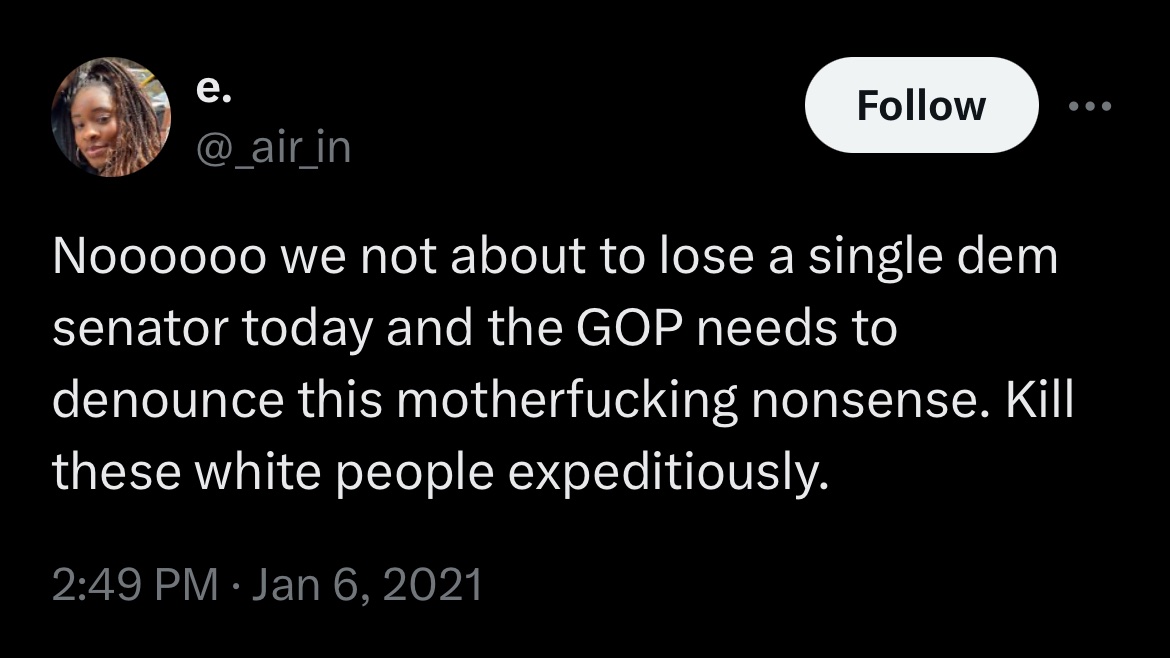 e.
@_air_in
Follow
Noooooo we not about to lose a single dem
senator today and the GOP needs to
denounce this motherfucking nonsense. Kill
these white people expeditiously.
2:49 PM · Jan 6, 2021